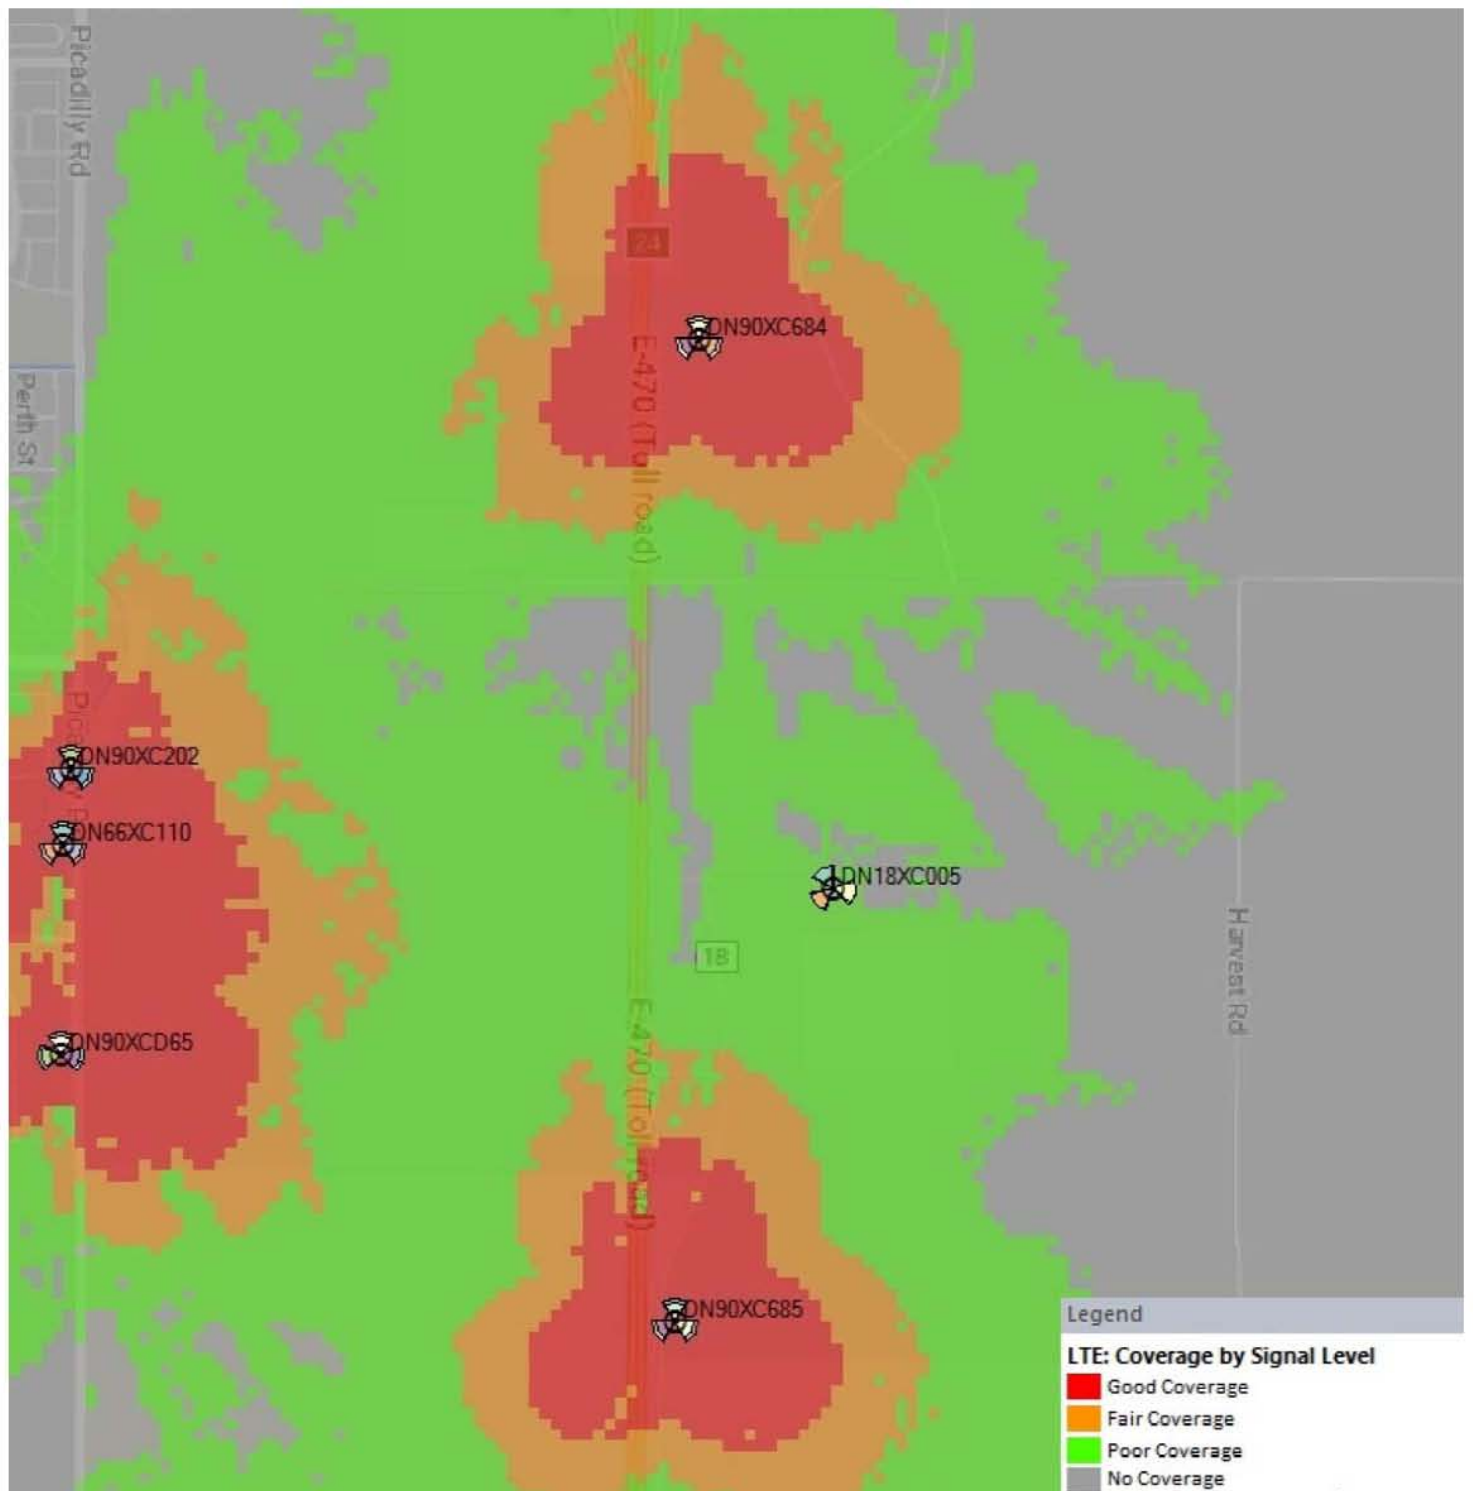 Picadilly Rd
24
DN90XC684
E-470 (Toll road)
Perth St
DN90XC202
DN66XC110
DN18XC005
18
Harvest Rd
DN90XCD65
E-470 (Toll road)
DN90XC685
Legend
LTE: Coverage by Signal Level
Good Coverage
Fair Coverage
Poor Coverage
No Coverage